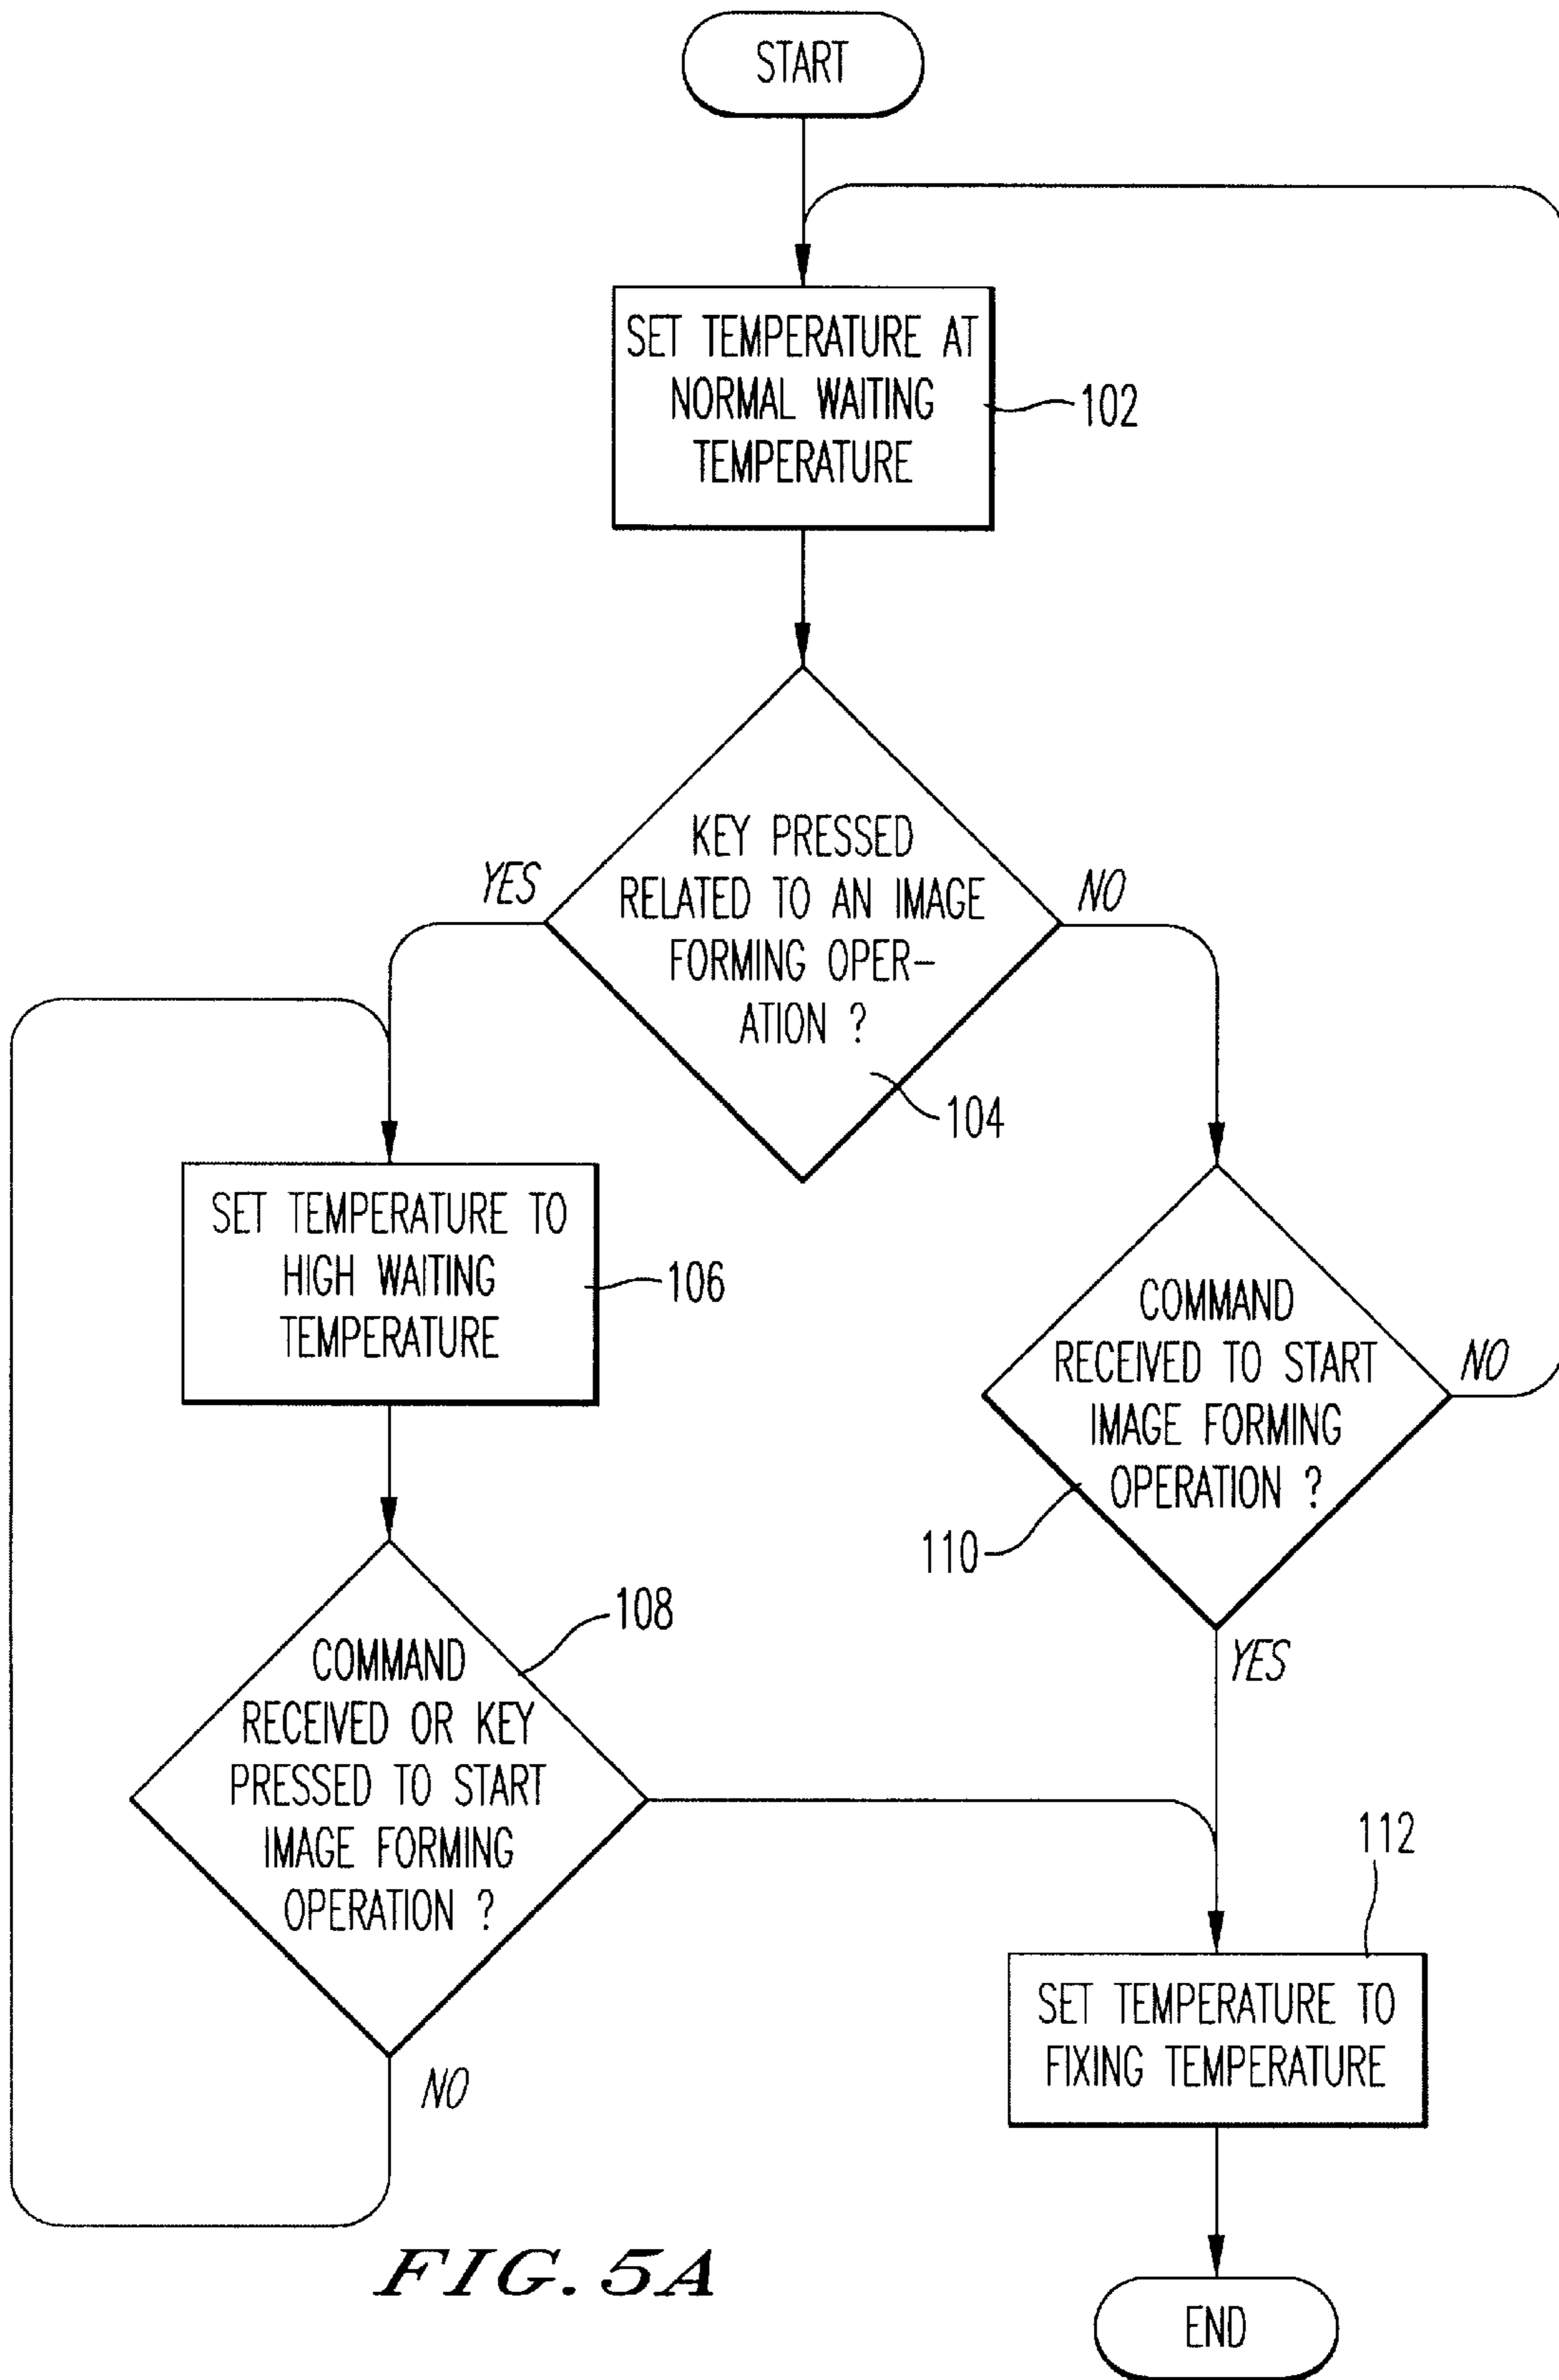 START
SET TEMPERATURE AT
NORMAL WAITING
TEMPERATURE
102
KEY PRESSED
RELATED TO AN IMAGE
FORMING OPER-
ATION ?
YES
NO
104
SET TEMPERATURE TO
HIGH WAITING
TEMPERATURE
106
COMMAND
RECEIVED TO START
IMAGE FORMING
OPERATION ?
NO
110
YES
108
COMMAND
RECEIVED OR KEY
PRESSED TO START
IMAGE FORMING
OPERATION ?
NO
112
SET TEMPERATURE TO
FIXING TEMPERATURE
END
FIG. 5A